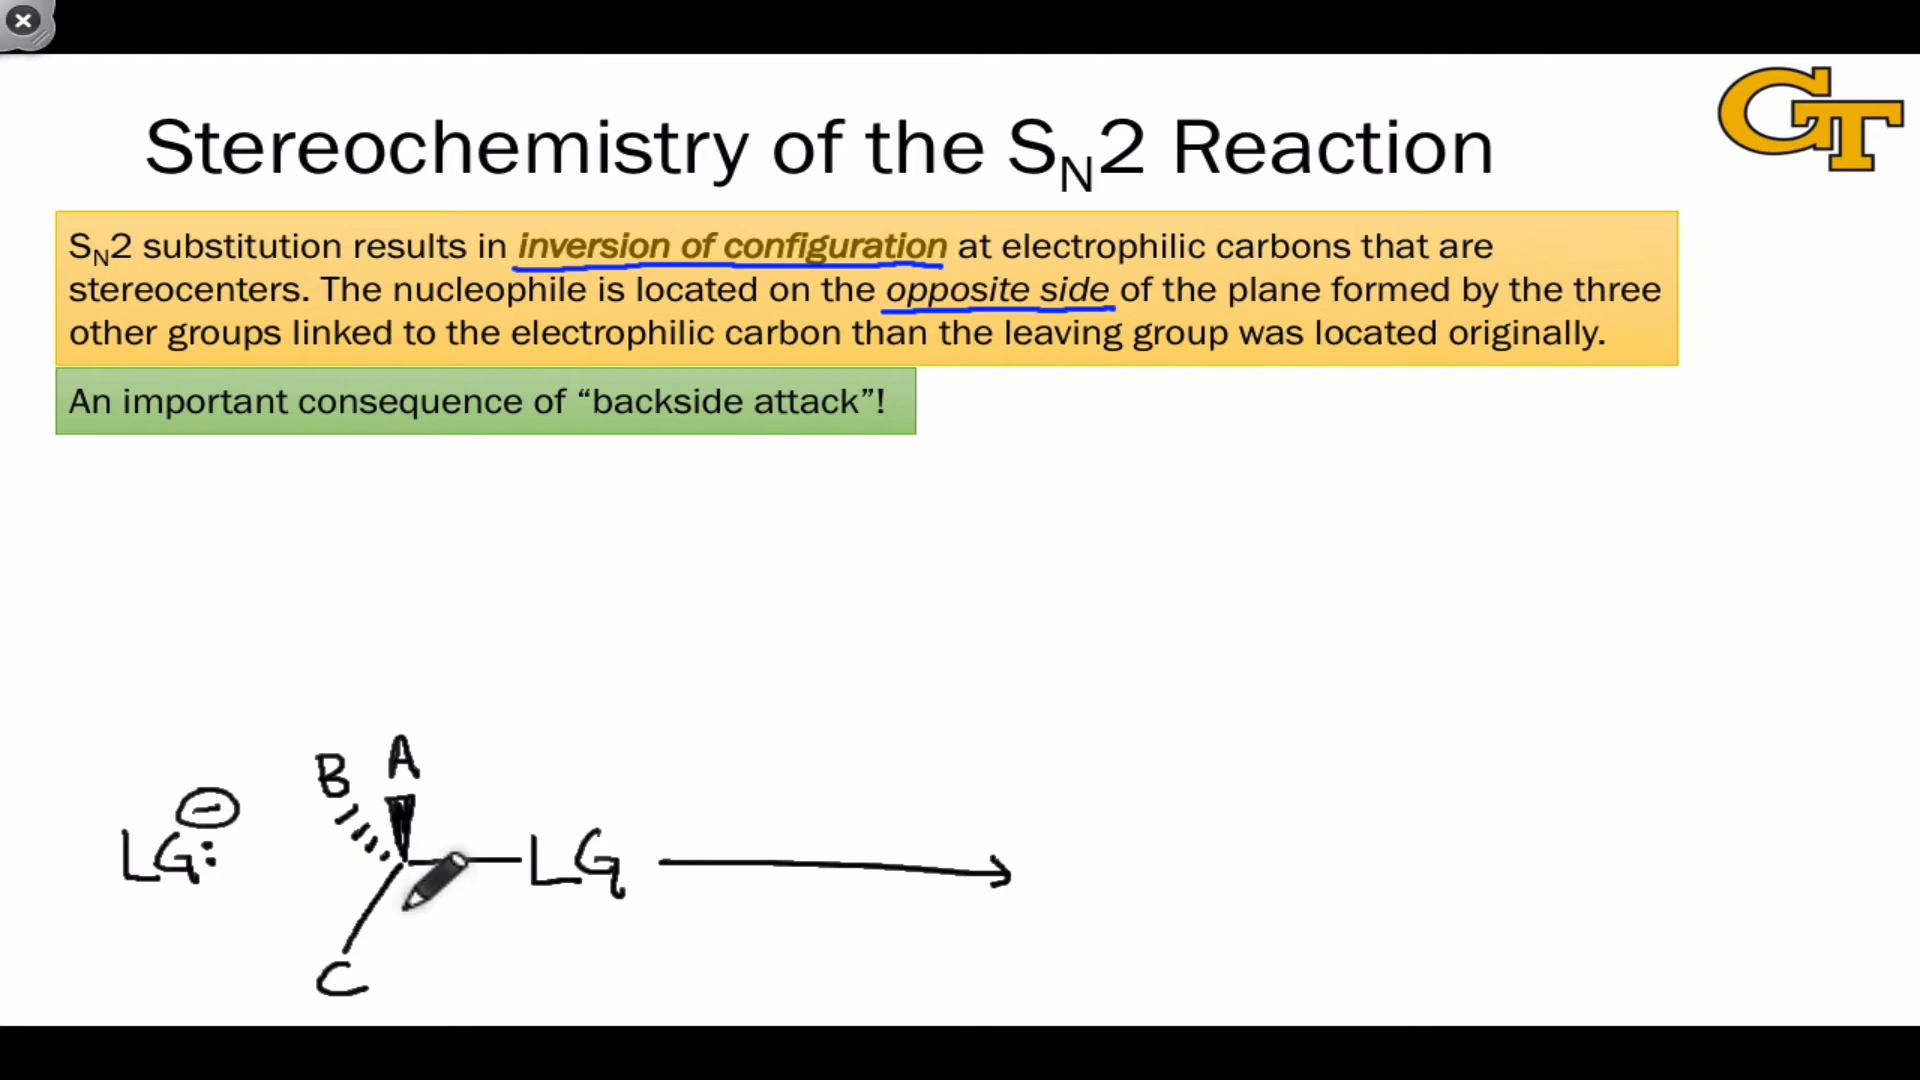 GT
Stereochemistry of the SN2 Reaction
SN2 substitution results in inversion of configuration at electrophilic carbons that are
stereocenters. The nucleophile is located on the opposite side of the plane formed by the three
other groups linked to the electrophilic carbon than the leaving group was located originally.
An important consequence of “backside attack”!
B A
LG:⊖ LG
C